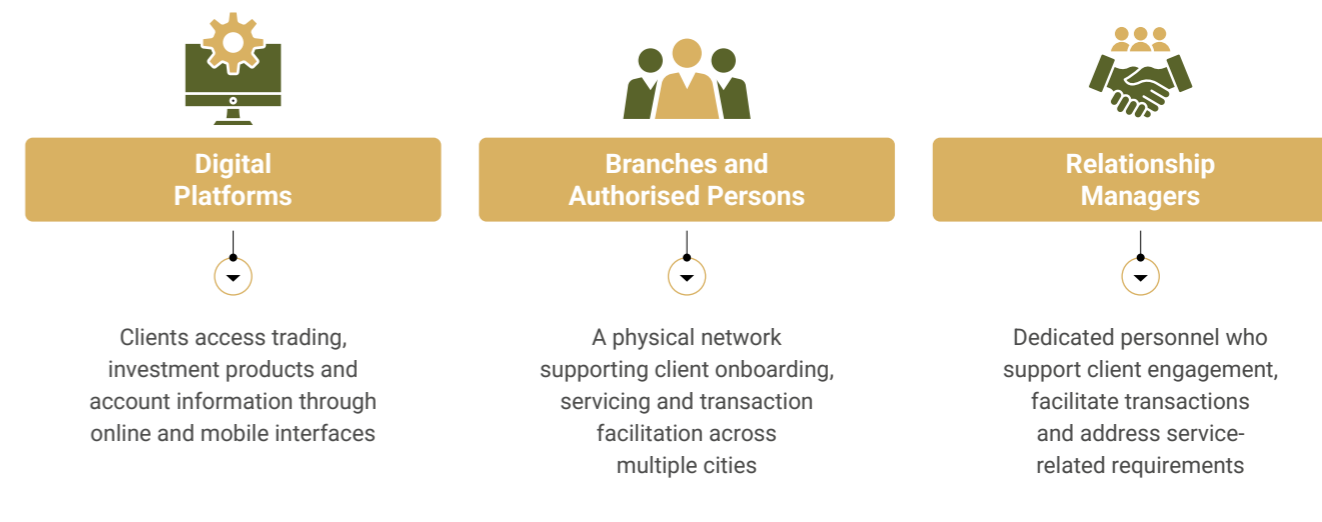 Digital
Platforms
Clients access trading,
investment products and
account information through
online and mobile interfaces
Branches and
Authorised Persons
A physical network
supporting client onboarding,
servicing and transaction
facilitation across
multiple cities
Relationship
Managers
Dedicated personnel who
support client engagement,
facilitate transactions
and address service-
related requirements